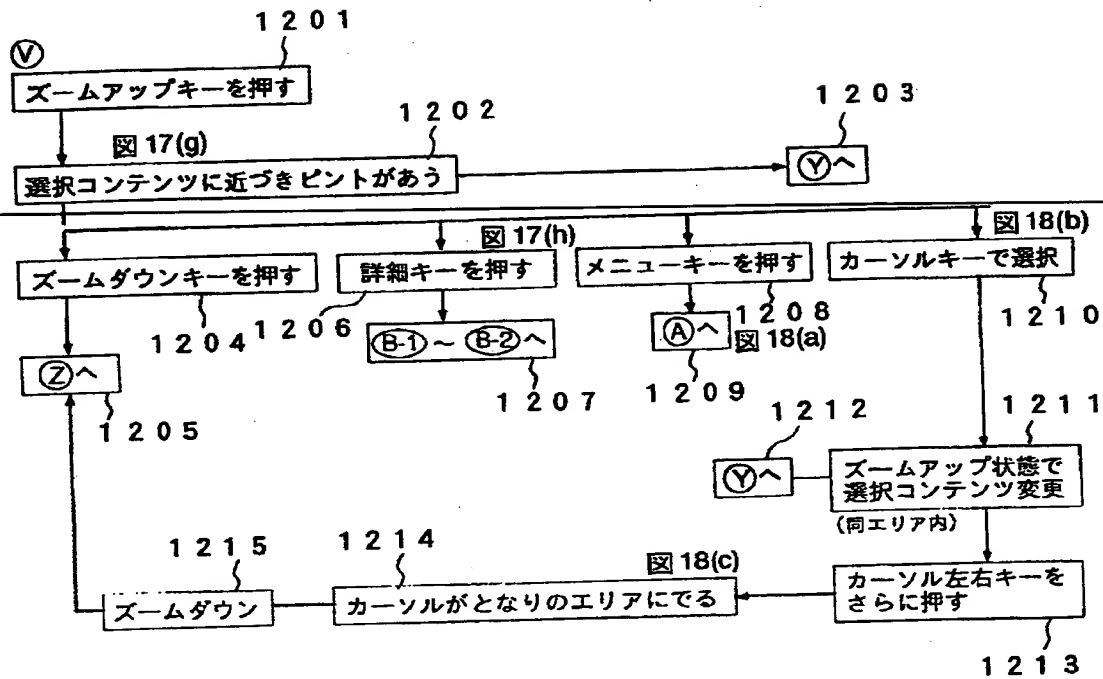 1201
Ⓥ
ズームアップキーを押す
1202
1203
図17(g)
選択コンテンツに近づきピントがあう
Ⓨへ
図17(h)
図18(b)
ズームダウンキーを押す
詳細キーを押す
メニューキーを押す
カーソルキーで選択
1204
1206
1208
1210
Ⓩへ
B-1 ～ B-2へ
Ⓐへ
図18(a)
1205
1207
1209
1212
1211
Ⓨへ
ズームアップ状態で
選択コンテンツ変更
(同エリア内)
1215
1214
図18(c)
ズームダウン
カーソルがとなりのエリアにでる
カーソル左右キーを
さらに押す
1213